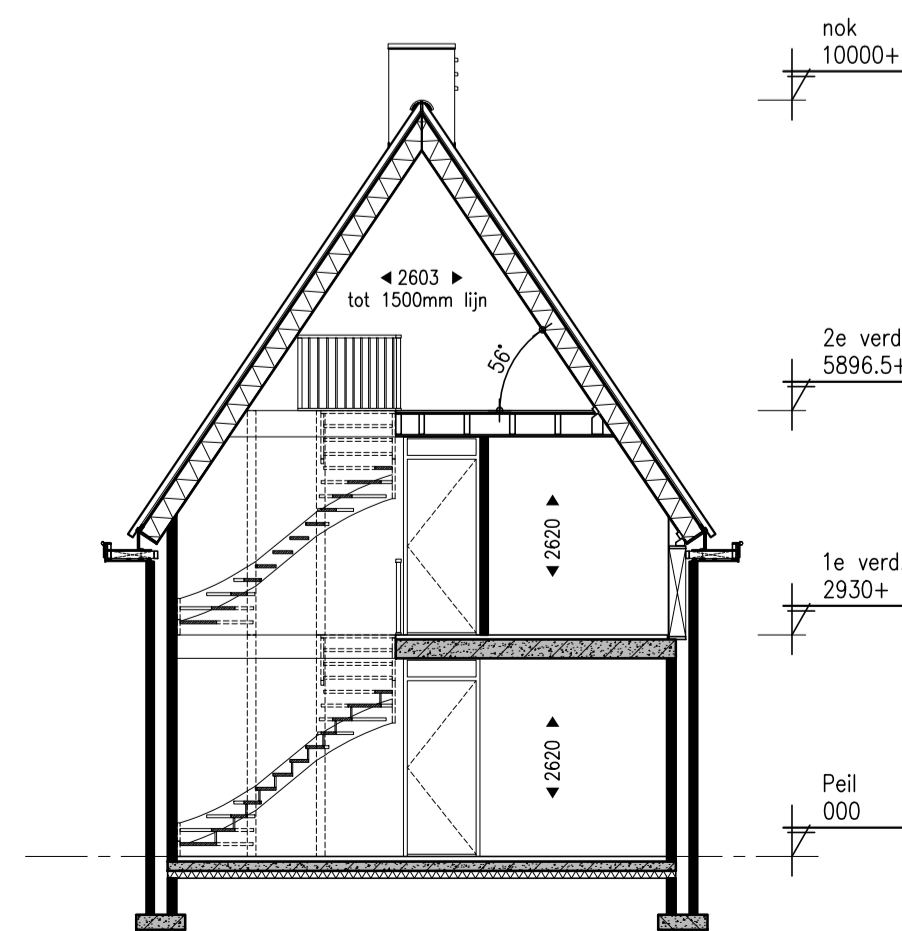 nok
10000+
◄ 2603 ►
tot 1500mm lijn
56°
2e verd
5896.5+
◄ 2620 ►
1e verd.
2930+
◄ 2620 ►
Peil
000